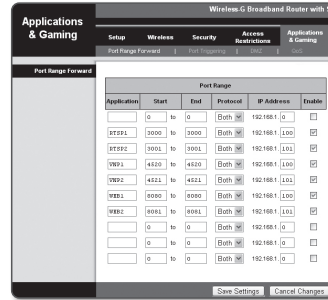 Wireless-G Broadband Router with
Applications & Gaming
Setup Wireless Security Access Restrictions Applications & Gaming
Port Range Forward | Port Triggering | DMZ | QoS
Port Range Forward
Port Range
Application Start End Protocol IP Address Enable
0 to 0 Both 192.168.1. 0
RTSP1 3000 to 3000 Both 192.168.1. 100
RTSP2 3001 to 3001 Both 192.168.1. 101
VNP1 4520 to 4520 Both 192.168.1. 100
VNP2 4521 to 4521 Both 192.168.1. 101
WEB1 8080 to 8080 Both 192.168.1. 100
WEB2 8081 to 8081 Both 192.168.1. 101
0 to 0 Both 192.168.1. 0
0 to 0 Both 192.168.1. 0
0 to 0 Both 192.168.1. 0
Save Settings Cancel Changes